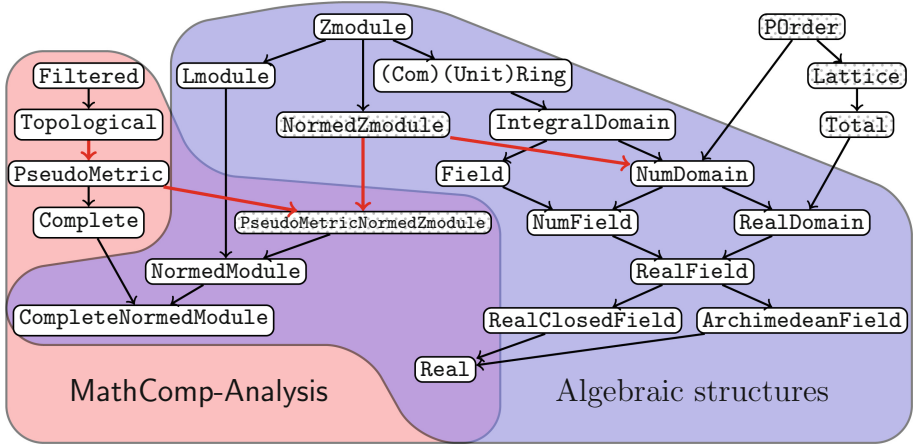 Zmodule
POrder
Filtered
Lmodule
(Com)(Unit)Ring
Lattice
Topological
NormedZmodule
IntegralDomain
Total
PseudoMetric
Field
NumDomain
Complete
PseudoMetricNormedZmodule
NumField
RealDomain
NormedModule
RealField
CompleteNormedModule
RealClosedField
ArchimedeanField
Real
MathComp-Analysis
Algebraic structures